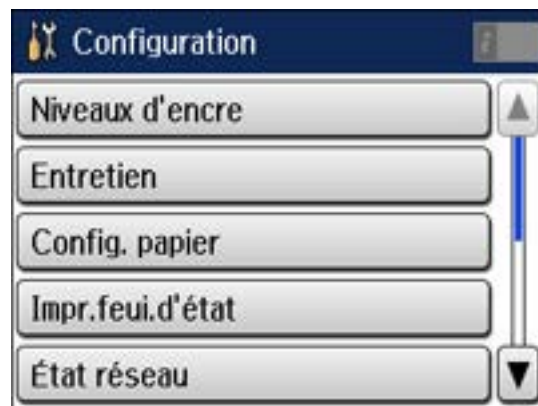 Configuration
Niveaux d'encre
Entretien
Config. papier
Impr.feui.d'état
État réseau